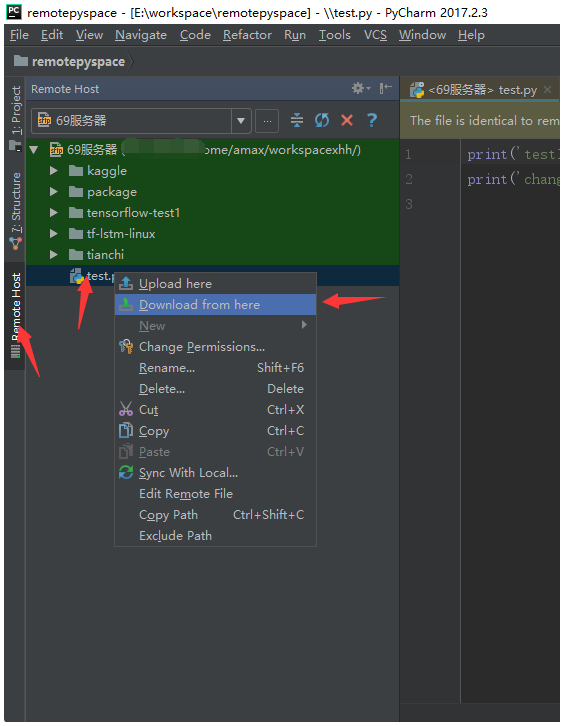 remotepyspace - [E:\workspace\remotepyspace] - \\test.py - PyCharm 2017.2.3
File Edit View Navigate Code Refactor Run Tools VCS Window Help
remotepyspace
1: Project
7: Structure
Remote Host
Remote Host
69服务器
69服务器 ( ome/amax/workspacexhh/)
kaggle
package
tensorflow-test1
tf-lstm-linux
tianchi
test.p
Upload here
Download from here
New
Change Permissions...
Rename... Shift+F6
Delete... Delete
Cut Ctrl+X
Copy Ctrl+C
Paste Ctrl+V
Sync With Local...
Edit Remote File
Copy Path Ctrl+Shift+C
Exclude Path
<69服务器> test.py
The file is identical to rem
1 print('test
2 print('chang
3